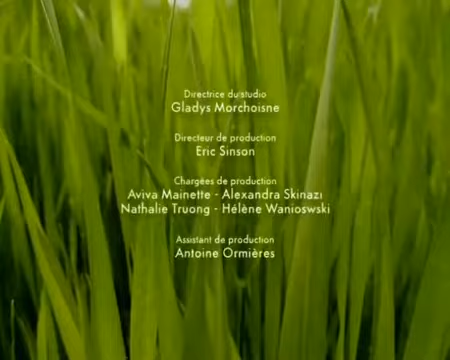 Directrice du studio
Gladys Morchoisne
Directeur de production
Eric Sinson
Chargées de production
Aviva Mainette - Alexandra Skinazi
Nathalie Truong - Hélène Wanioswski
Assistant de production
Antoine Ormières